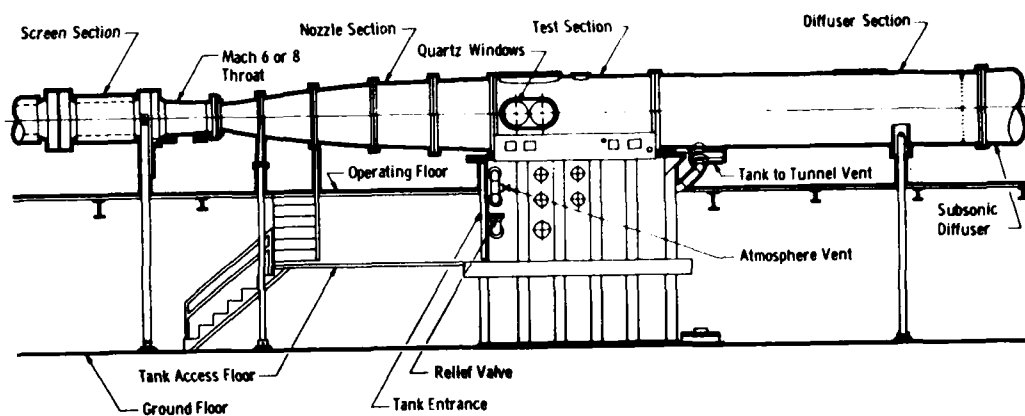 Screen Section
Mach 6 or 8
Throat
Nozzle Section
Quartz Windows
Test Section
Diffuser Section
Operating Floor
Tank to Tunnel Vent
Subsonic
Diffuser
Atmosphere Vent
Tank Access Floor
Relief Valve
Ground Floor
Tank Entrance